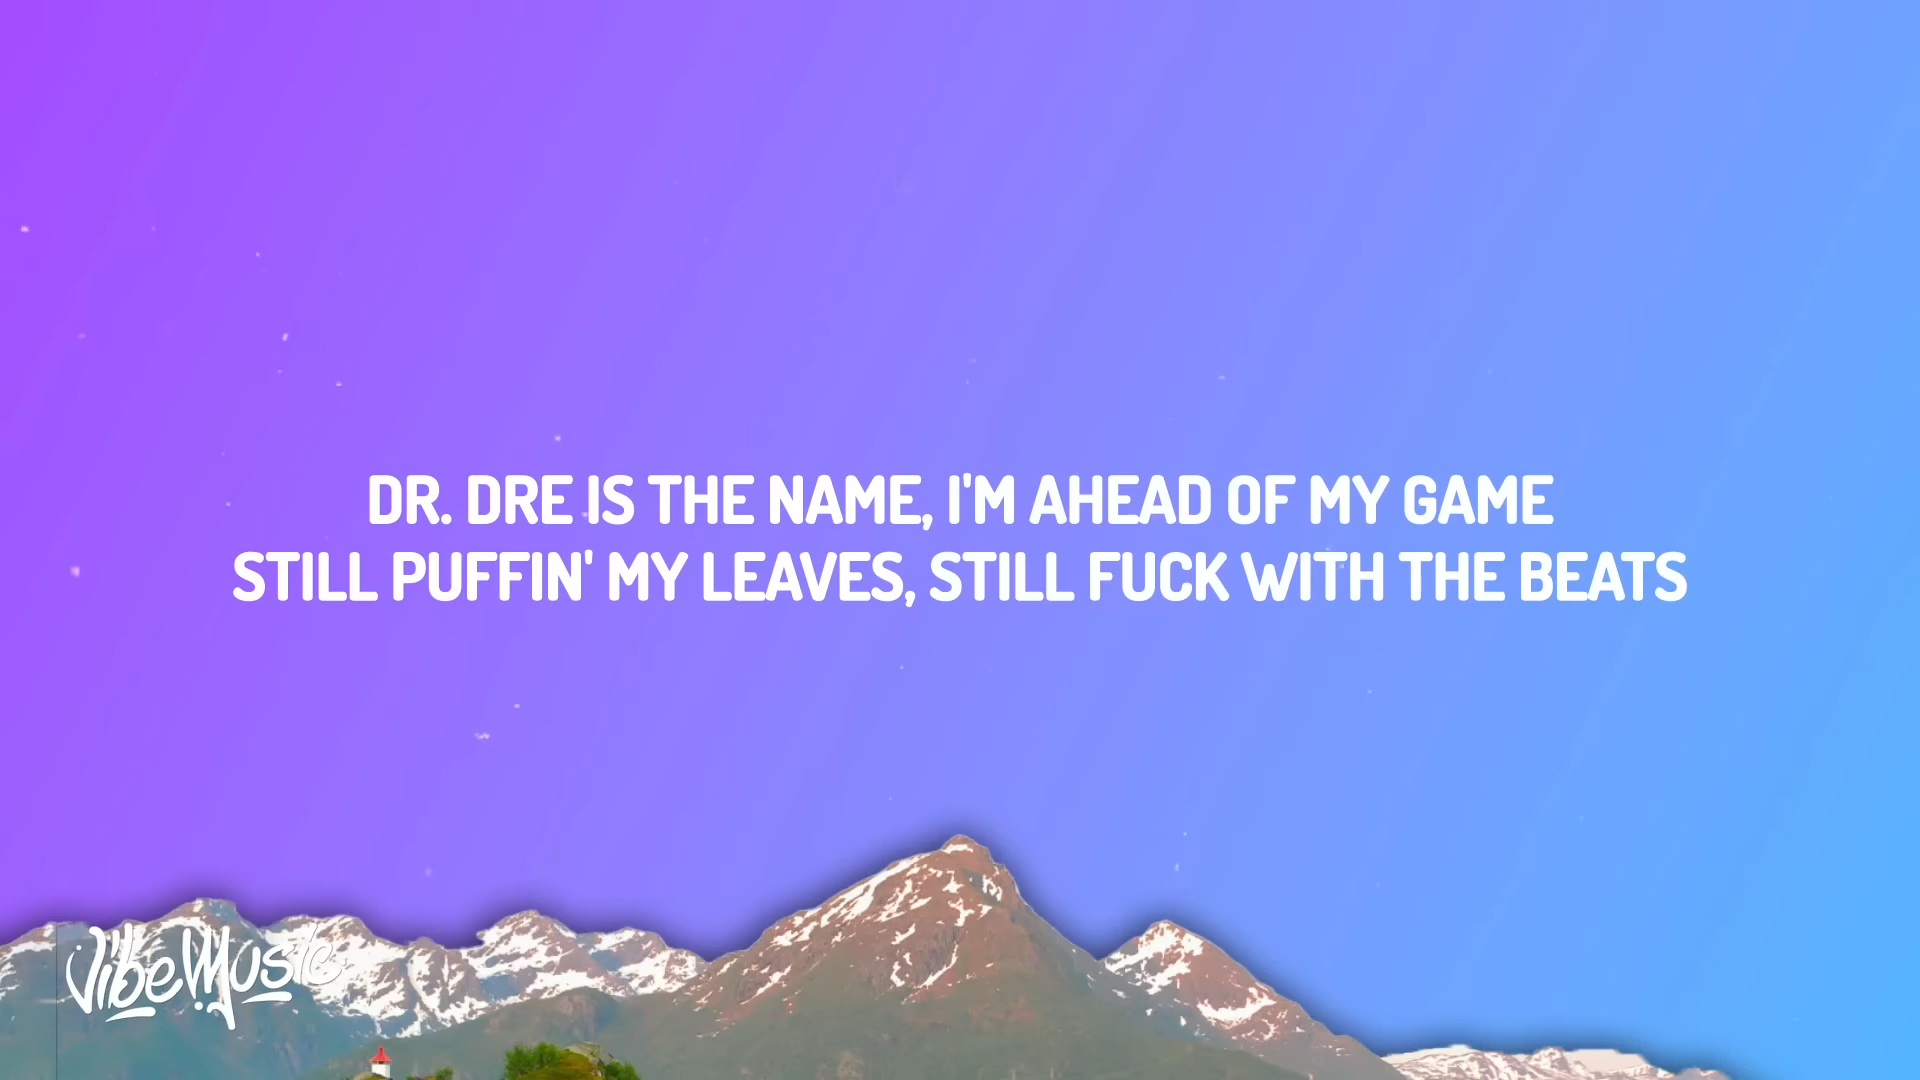 DR. DRE IS THE NAME, I'M AHEAD OF MY GAME
STILL PUFFIN' MY LEAVES, STILL FUCK WITH THE BEATS
VibeMusic